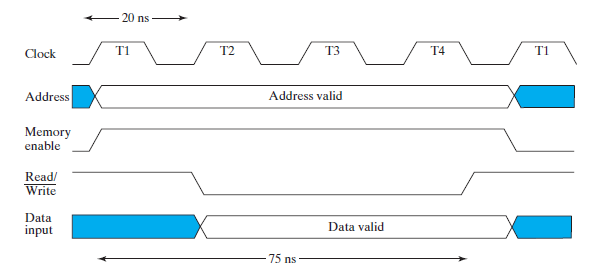 20 ns
Clock T1 T2 T3 T4 T1
Address Address valid
Memory
enable
Read/
Write
Data
input Data valid
75 ns